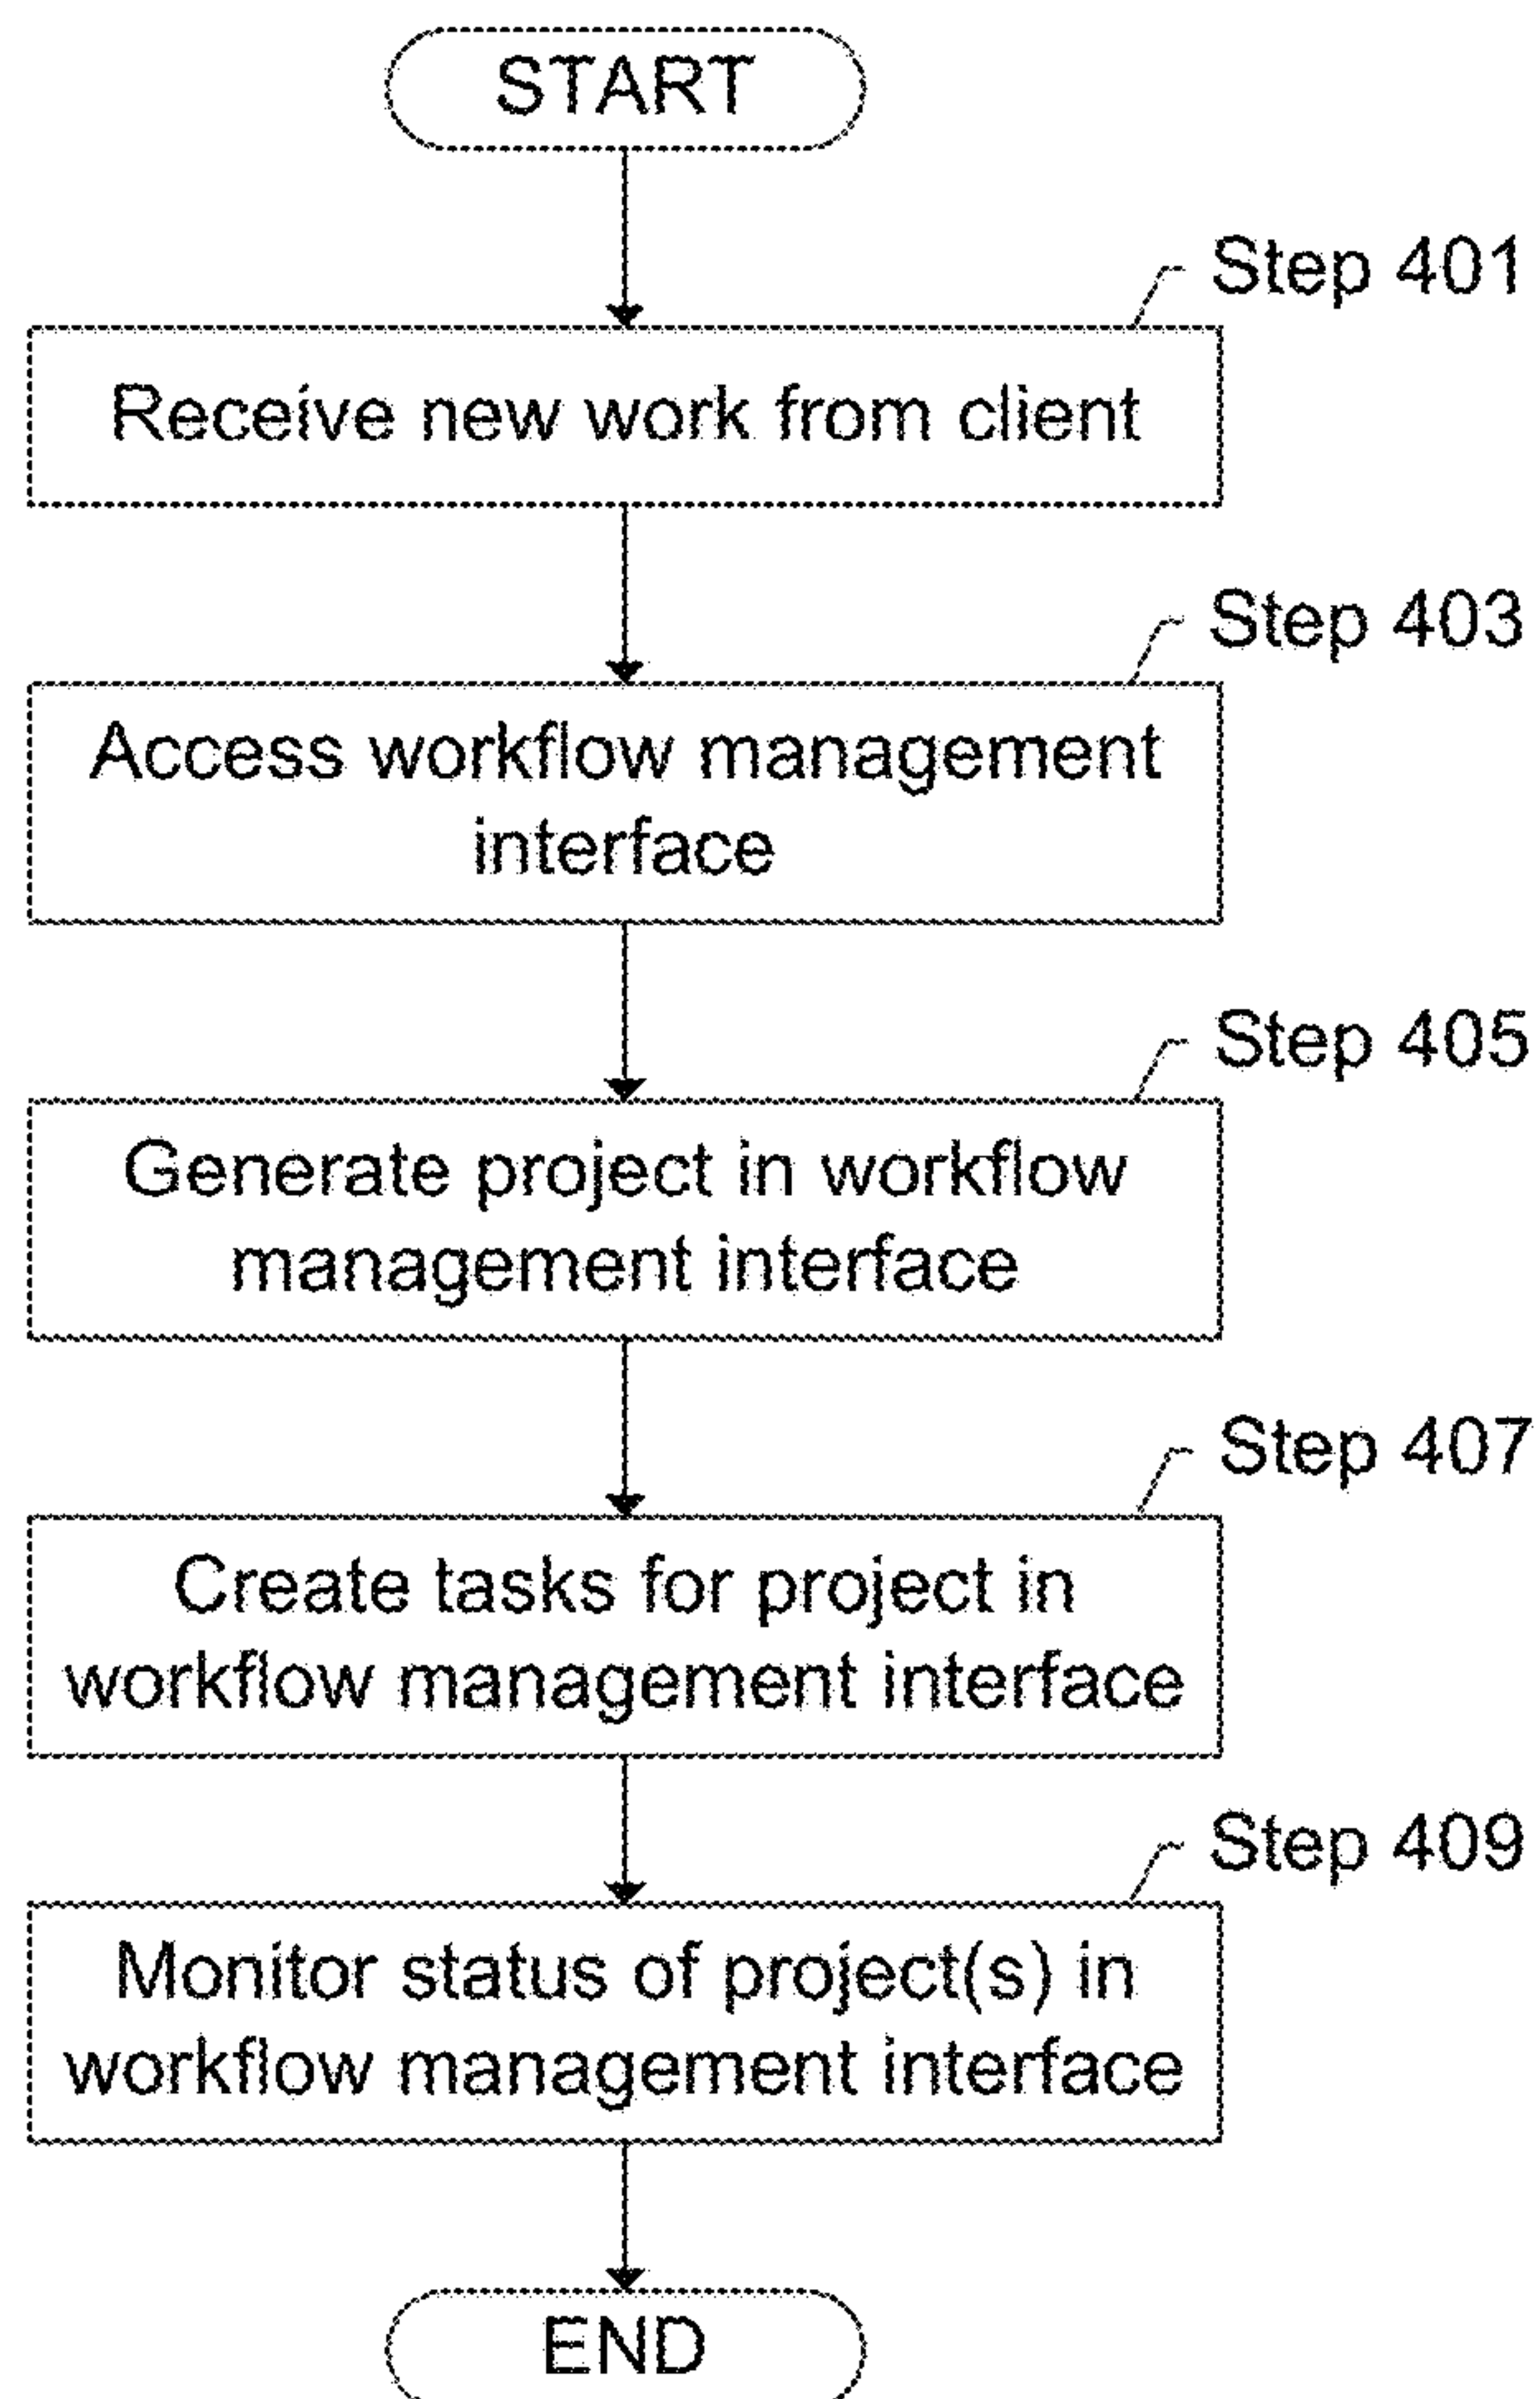 START
Step 401
Receive new work from client
Step 403
Access workflow management
interface
Step 405
Generate project in workflow
management interface
Step 407
Create tasks for project in
workflow management interface
Step 409
Monitor status of project(s) in
workflow management interface
END